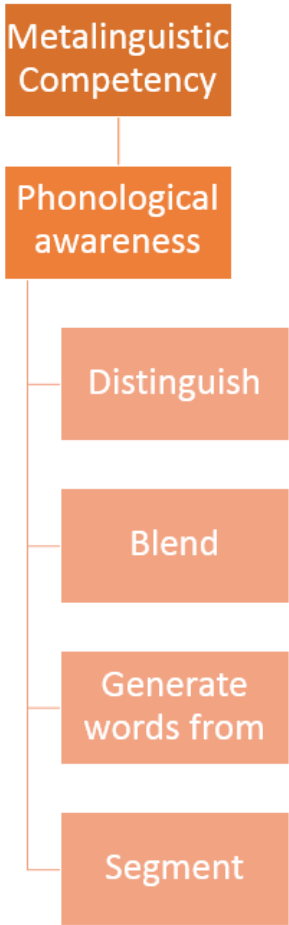 Metalinguistic
Competency
Phonological
awareness
Distinguish
Blend
Generate
words from
Segment